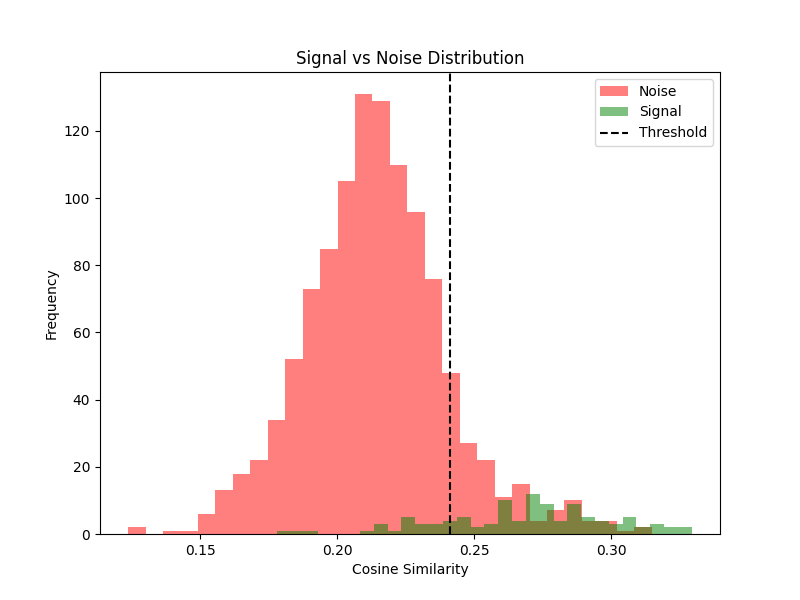 Signal vs Noise Distribution
Noise
Signal
Threshold
120
100
80
60
40
20
0
Frequency
0.15 0.20 0.25 0.30
Cosine Similarity